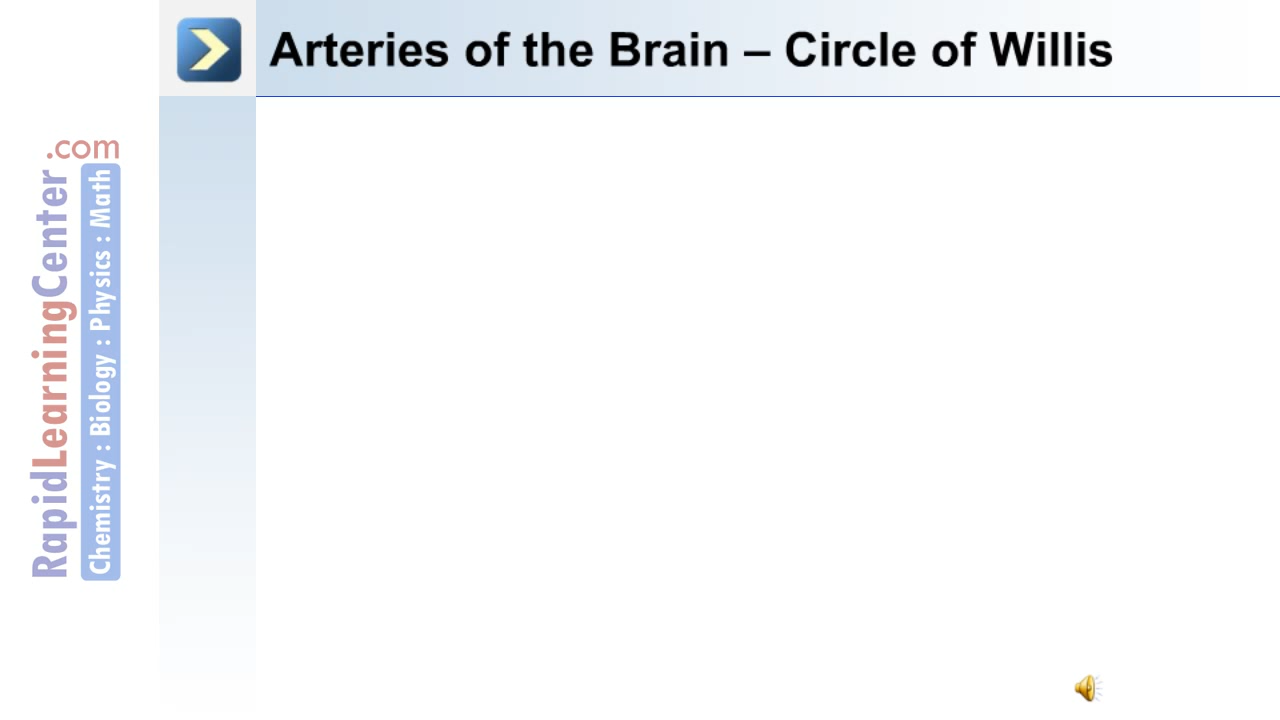 Arteries of the Brain – Circle of Willis
RapidLearningCenter.com
Chemistry : Biology : Physics : Math